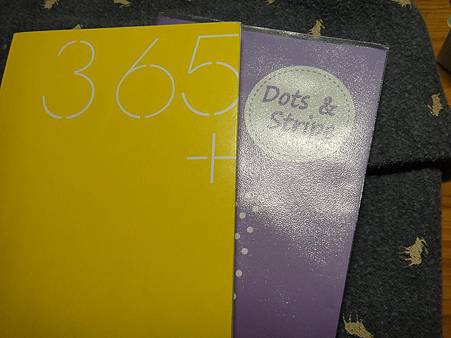 365
+
Dots &
Stripe